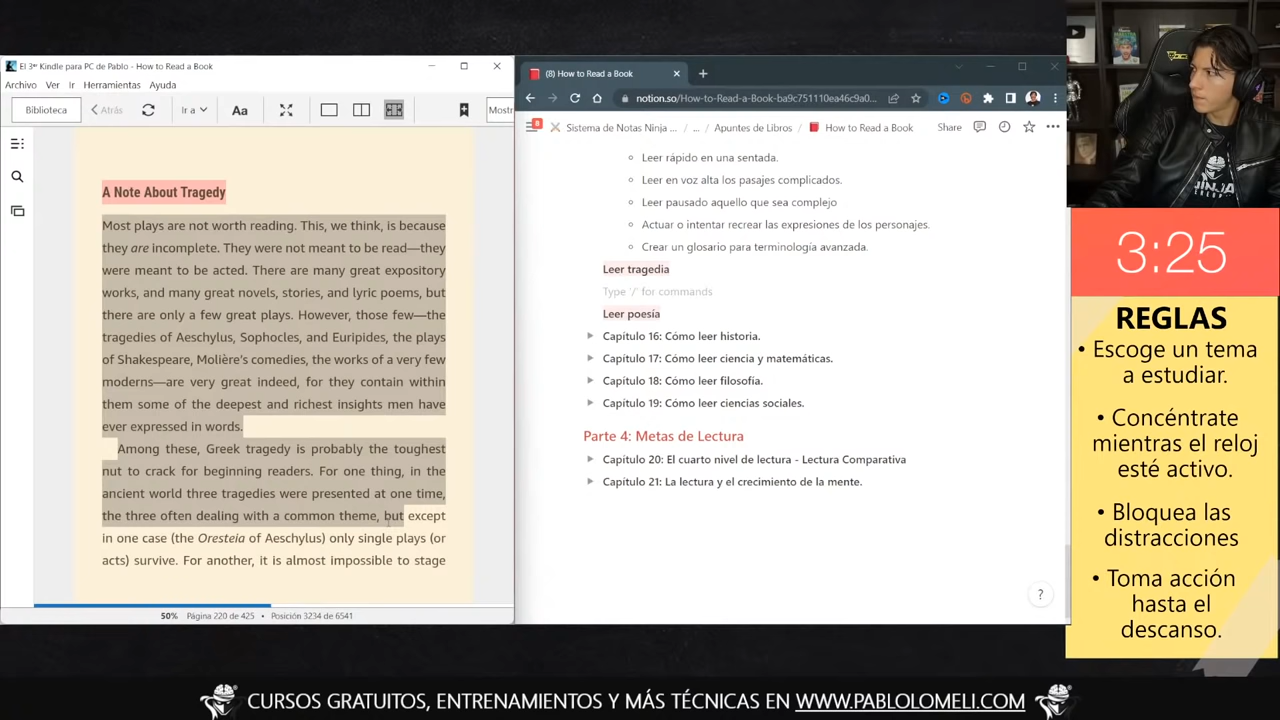 El 3ᵉʳ Kindle para PC de Pablo - How to Read a Book
Archivo Ver Ir Herramientas Ayuda
Biblioteca
Atrás
Ir a
Aa
Mostr
A Note About Tragedy
Most plays are not worth reading. This, we think, is because
they are incomplete. They were not meant to be read—they
were meant to be acted. There are many great expository
works, and many great novels, stories, and lyric poems, but
there are only a few great plays. However, those few—the
tragedies of Aeschylus, Sophocles, and Euripides, the plays
of Shakespeare, Molière's comedies, the works of a very few
moderns—are very great indeed, for they contain within
them some of the deepest and richest insights men have
ever expressed in words.
Among these, Greek tragedy is probably the toughest
nut to crack for beginning readers. For one thing, in the
ancient world three tragedies were presented at one time,
the three often dealing with a common theme, but except
in one case (the Oresteia of Aeschylus) only single plays (or
acts) survive. For another, it is almost impossible to stage
50% Página 220 de 425 • Posición 3234 de 6541
(8) How to Read a Book
notion.so/How-to-Read-a-Book-ba9c751110ea46c9a0...
8
Sistema de Notas Ninja ... / ... / Apuntes de Libros / How to Read a Book
Share
Leer rápido en una sentada.
Leer en voz alta los pasajes complicados.
Leer pausado aquello que sea complejo
Actuar o intentar recrear las expresiones de los personajes.
Crear un glosario para terminología avanzada.
Leer tragedia
Type '/' for commands
Leer poesía
Capítulo 16: Cómo leer historia.
Capítulo 17: Cómo leer ciencia y matemáticas.
Capítulo 18: Cómo leer filosofía.
Capítulo 19: Cómo leer ciencias sociales.
Parte 4: Metas de Lectura
Capítulo 20: El cuarto nivel de lectura - Lectura Comparativa
Capítulo 21: La lectura y el crecimiento de la mente.
?
3:25
REGLAS
• Escoge un tema
a estudiar.
• Concéntrate
mientras el reloj
esté activo.
• Bloquea las
distracciones
• Toma acción
hasta el
descanso.
CURSOS GRATUITOS, ENTRENAMIENTOS Y MÁS TÉCNICAS EN WWW.PABLOLOMELI.COM